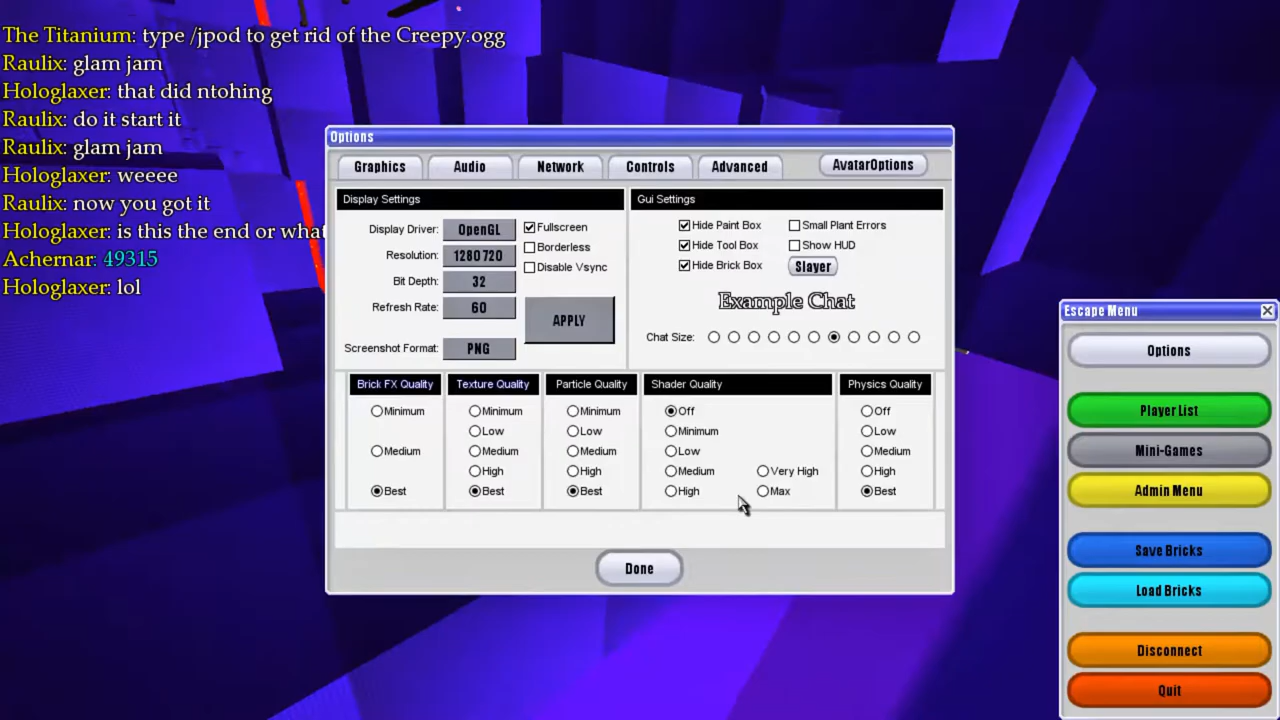 The Titanium: type /jpod to get rid of the Creepy.ogg
Raulix: glam jam
Hologlaxer: that did ntohing
Raulix: do it start it
Raulix: glam jam
Hologlaxer: weeee
Raulix: now you got it
Hologlaxer: is this the end or what
Achernar: 49315
Hologlaxer: lol
Options
Graphics Audio Network Controls Advanced AvatarOptions
Display Settings
Display Driver: OpenGL
Resolution: 1280 720
Bit Depth: 32
Refresh Rate: 60
Screenshot Format: PNG
Fullscreen
Borderless
Disable Vsync
APPLY
Gui Settings
Hide Paint Box Small Plant Errors
Hide Tool Box Show HUD
Hide Brick Box Slayer
Example Chat
Chat Size:
Brick FX Quality
Minimum
Medium
Best
Texture Quality
Minimum
Low
Medium
High
Best
Particle Quality
Minimum
Low
Medium
High
Best
Shader Quality
Off
Minimum
Low
Medium Very High
High Max
Physics Quality
Off
Low
Medium
High
Best
Done
Escape Menu
Options
Player List
Mini-Games
Admin Menu
Save Bricks
Load Bricks
Disconnect
Quit